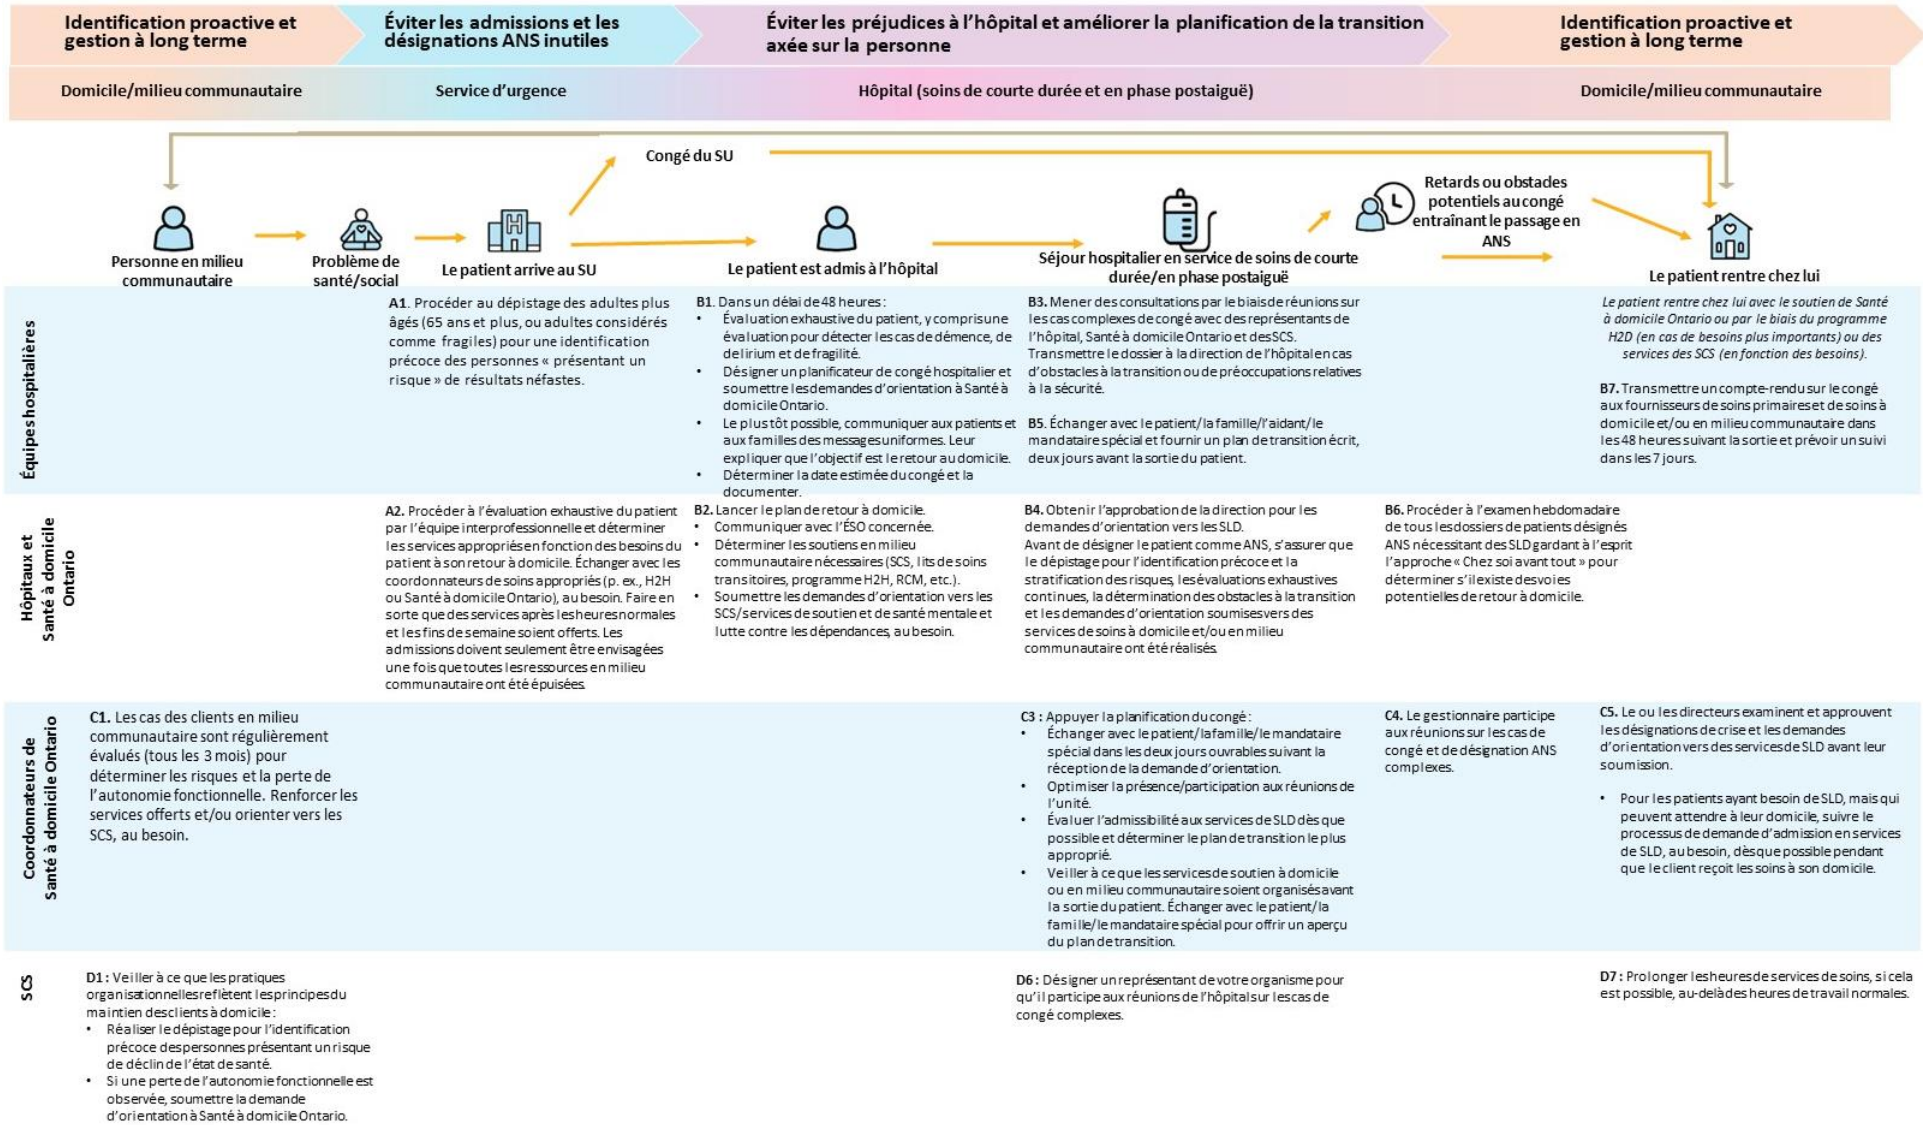 Identification proactive et
gestion à long terme
Éviter les admissions et les
désignations ANS inutiles
Éviter les préjudices à l'hôpital et améliorer la planification de la transition
axée sur la personne
Identification proactive et
gestion à long terme
Domicile/milieu communautaire
Service d'urgence
Hôpital (soins de courte durée et en phase postaiguë)
Domicile/milieu communautaire
Congé du SU
Retards ou obstacles
potentiels au congé
entraînant le passage en
ANS
Personne en milieu
communautaire
Problème de
santé/social
Le patient arrive au SU
Le patient est admis à l'hôpital
Séjour hospitalier en service de soins de courte
durée/en phase postaiguë
Le patient rentre chez lui
Équipes hospitalières
A1. Procéder au dépistage des adultes plus
âgés (65 ans et plus, ou adultes considérés
comme fragiles) pour une identification
précoce des personnes « présentant un
risque » de résultats néfastes.
B1. Dans un délai de 48 heures :
• Évaluation exhaustive du patient, y compris une
évaluation pour détecter les cas de démence, de
delirium et de fragilité.
• Désigner un planificateur de congé hospitalier et
soumettre les demandes d'orientation à Santé à
domicile Ontario.
• Le plus tôt possible, communiquer aux patients et
aux familles des messages uniformes. Leur
expliquer que l'objectif est le retour au domicile.
• Déterminer la date estimée du congé et la
documenter.
B3. Mener des consultations par le biais de réunions sur
les cas complexes de congé avec des représentants de
l'hôpital, Santé à domicile Ontario et des SCS.
Transmettre le dossier à la direction de l'hôpital en cas
d'obstacles à la transition ou de préoccupations relatives
à la sécurité.
B5. Échanger avec le patient/la famille/l'aidant/le
mandataire spécial et fournir un plan de transition écrit,
deux jours avant la sortie du patient.
Le patient rentre chez lui avec le soutien de Santé
à domicile Ontario ou par le biais du programme
H2D (en cas de besoins plus importants) ou des
services des SCS (en fonction des besoins).
B7. Transmettre un compte-rendu sur le congé
aux fournisseurs de soins primaires et de soins à
domicile et/ou en milieu communautaire dans
les 48 heures suivant la sortie et prévoir un suivi
dans les 7 jours.
Hôpitaux et
Santé à domicile
Ontario
A2. Procéder à l'évaluation exhaustive du patient
par l'équipe interprofessionnelle et déterminer
les services appropriés en fonction des besoins du
patient à son retour à domicile. Échanger avec les
coordonnateurs de soins appropriés (p. ex., H2H
ou Santé à domicile Ontario), au besoin. Faire en
sorte que des services après les heures normales
et les fins de semaine soient offerts. Les
admissions doivent seulement être envisagées
une fois que toutes les ressources en milieu
communautaire ont été épuisées.
B2. Lancer le plan de retour à domicile.
• Communiquer avec l'ÉSO concernée.
• Déterminer les soutiens en milieu
communautaire nécessaires (SCS, lits de soins
transitoires, programme H2H, RCM, etc.).
• Soumettre les demandes d'orientation vers les
SCS/services de soutien et de santé mentale et
lutte contre les dépendances, au besoin.
B4. Obtenir l'approbation de la direction pour les
demandes d'orientation vers les SLD.
Avant de désigner le patient comme ANS, s'assurer que
le dépistage pour l'identification précoce et la
stratification des risques, les évaluations exhaustives
continues, la détermination des obstacles à la transition
et les demandes d'orientation soumises vers des
services de soins à domicile et/ou en milieu
communautaire ont été réalisés.
B6. Procéder à l'examen hebdomadaire
de tous les dossiers de patients désignés
ANS nécessitant des SLD gardant à l'esprit
l'approche « Chez soi avant tout » pour
déterminer s'il existe des voies
potentielles de retour à domicile.
Coordonnateurs de
Santé à domicile Ontario
C1. Les cas des clients en milieu
communautaire sont régulièrement
évalués (tous les 3 mois) pour
déterminer les risques et la perte de
l'autonomie fonctionnelle. Renforcer les
services offerts et/ou orienter vers les
SCS, au besoin.
C3 : Appuyer la planification du congé :
• Échanger avec le patient/la famille/le mandataire
spécial dans les deux jours ouvrables suivant la
réception de la demande d'orientation.
• Optimiser la présence/participation aux réunions de
l'unité.
• Évaluer l'admissibilité aux services de SLD dès que
possible et déterminer le plan de transition le plus
approprié.
• Veiller à ce que les services de soutien à domicile
ou en milieu communautaire soient organisés avant
la sortie du patient. Échanger avec le patient/la
famille/le mandataire spécial pour offrir un aperçu
du plan de transition.
C4. Le gestionnaire participe
aux réunions sur les cas de
congé et de désignation ANS
complexes.
C5. Le ou les directeurs examinent et approuvent
les désignations de crise et les demandes
d'orientation vers des services de SLD avant leur
soumission.
• Pour les patients ayant besoin de SLD, mais qui
peuvent attendre à leur domicile, suivre le
processus de demande d'admission en services
de SLD, au besoin, dès que possible pendant
que le client reçoit les soins à son domicile.
SCS
D1 : Veiller à ce que les pratiques
organisationnelles reflètent les principes du
maintien des clients à domicile :
• Réaliser le dépistage pour l'identification
précoce des personnes présentant un risque
de déclin de l'état de santé.
• Si une perte de l'autonomie fonctionnelle est
observée, soumettre la demande
d'orientation à Santé à domicile Ontario.
D6 : Désigner un représentant de votre organisme pour
qu'il participe aux réunions de l'hôpital sur les cas de
congé complexes.
D7 : Prolonger les heures de services de soins, si cela
est possible, au-delà des heures de travail normales.